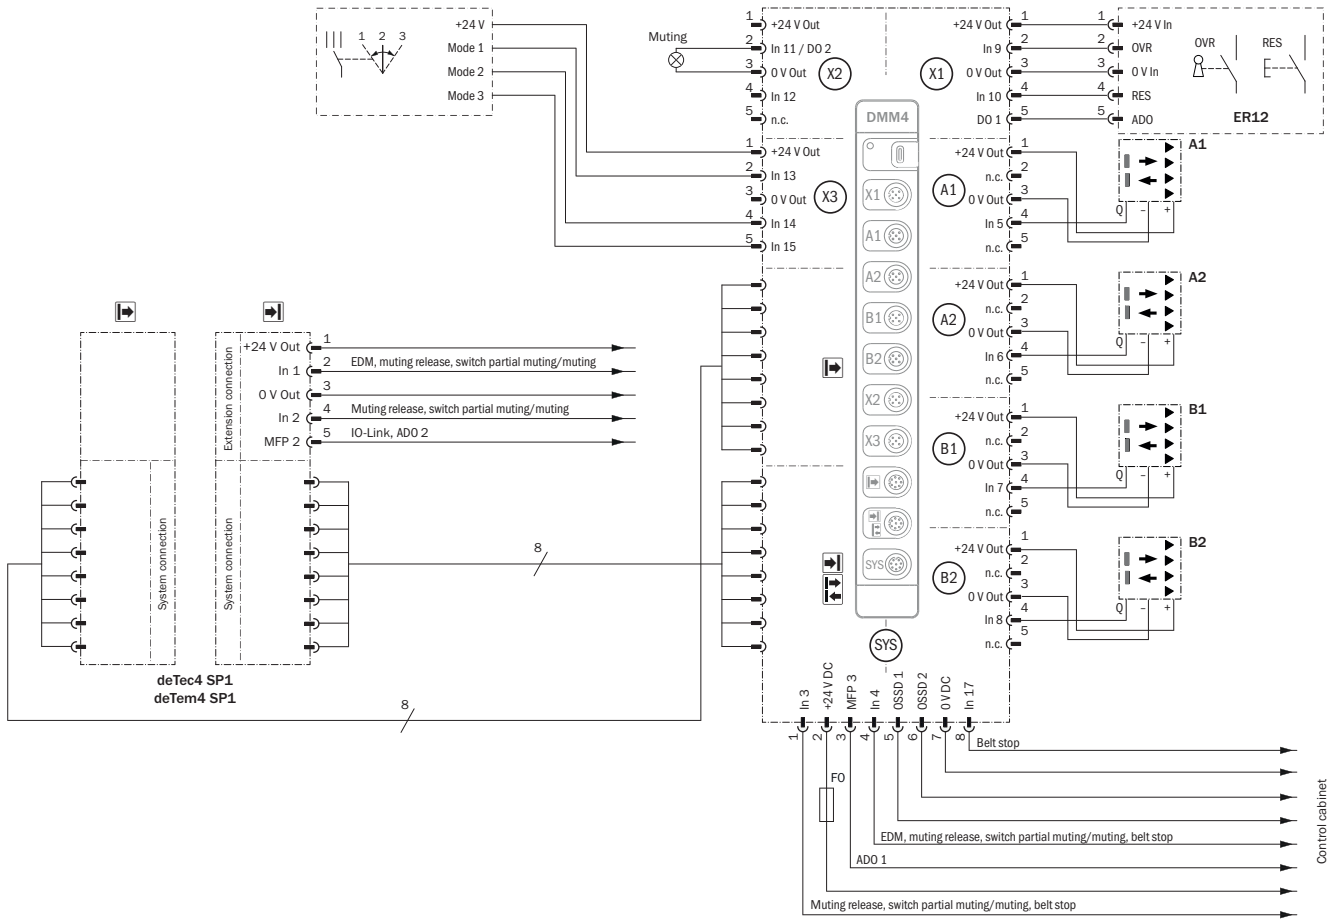 +24 V
Mode 1
Mode 2
Mode 3
1 2 3
Muting
1 +24 V Out
2 In 11 / DO 2
3 0 V Out
4 In 12
5 n.c.
X2
X1
+24 V Out 1
In 9 2
0 V Out 3
In 10 4
DO 1 5
1 +24 V In
2 OVR
3 0 V In
4 RES
5 ADO
OVR RES
ER12
1 +24 V Out
2 In 13
3 0 V Out
4 In 14
5 In 15
X3
DMM4
X1
A1
A2
B1
B2
X2
X3
SYS
+24 V Out 1
n.c. 2
0 V Out 3
In 5 4
n.c. 5
A1
A1
Q – +
+24 V Out 1
n.c. 2
0 V Out 3
In 6 4
n.c. 5
A2
A2
Q – +
+24 V Out 1
n.c. 2
0 V Out 3
In 7 4
n.c. 5
B1
B1
Q – +
+24 V Out 1
n.c. 2
0 V Out 3
In 8 4
n.c. 5
B2
B2
Q – +
Extension connection
+24 V Out 1
In 1 2 EDM, muting release, switch partial muting/muting
0 V Out 3
In 2 4 Muting release, switch partial muting/muting
MFP 2 5 IO-Link, ADO 2
System connection
System connection
8
deTec4 SP1
deTem4 SP1
8
SYS
In 3
+24 V DC
MFP 3
In 4
OSSD 1
OSSD 2
0 V DC
In 17
1 2 3 4 5 6 7 8
Belt stop
F0
EDM, muting release, switch partial muting/muting, belt stop
ADO 1
Muting release, switch partial muting/muting, belt stop
Control cabinet